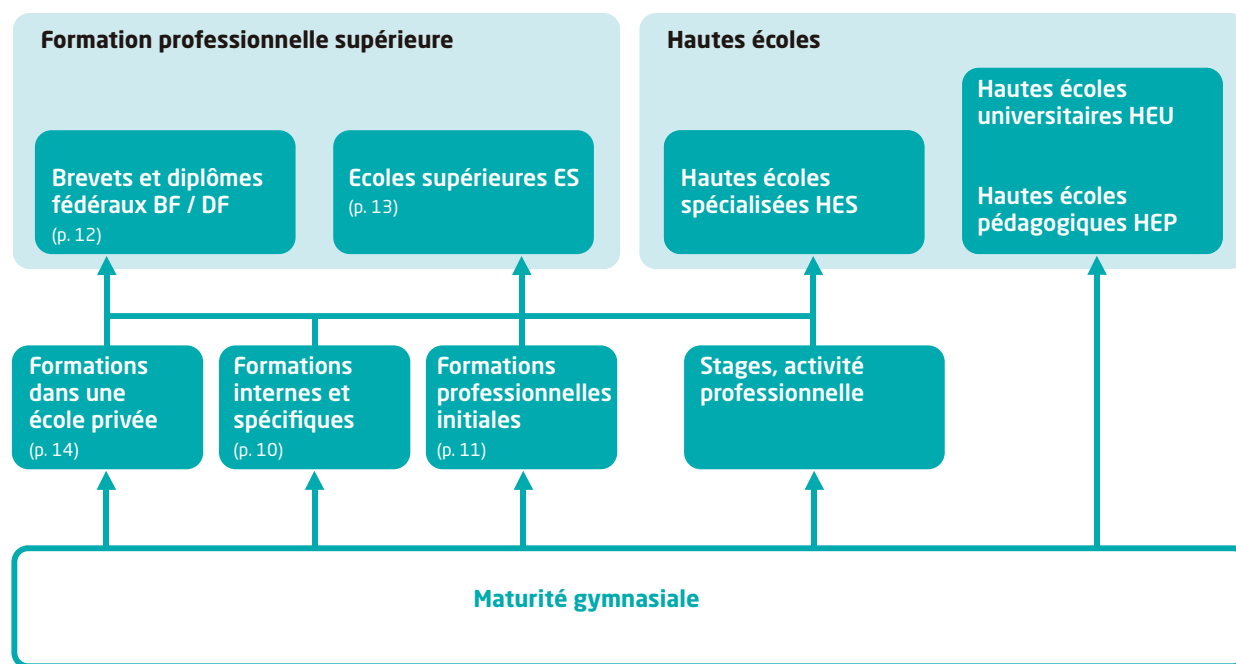 Formation professionnelle supérieure
Hautes écoles
Brevets et diplômes
fédéraux BF / DF
(p. 12)
Ecoles supérieures ES
(p. 13)
Hautes écoles
spécialisées HES
Hautes écoles
universitaires HEU
Hautes écoles
pédagogiques HEP
Formations
dans une
école privée
(p. 14)
Formations
internes et
spécifiques
(p. 10)
Formations
professionnelles
initiales
(p. 11)
Stages, activité
professionnelle
Maturité gymnasiale